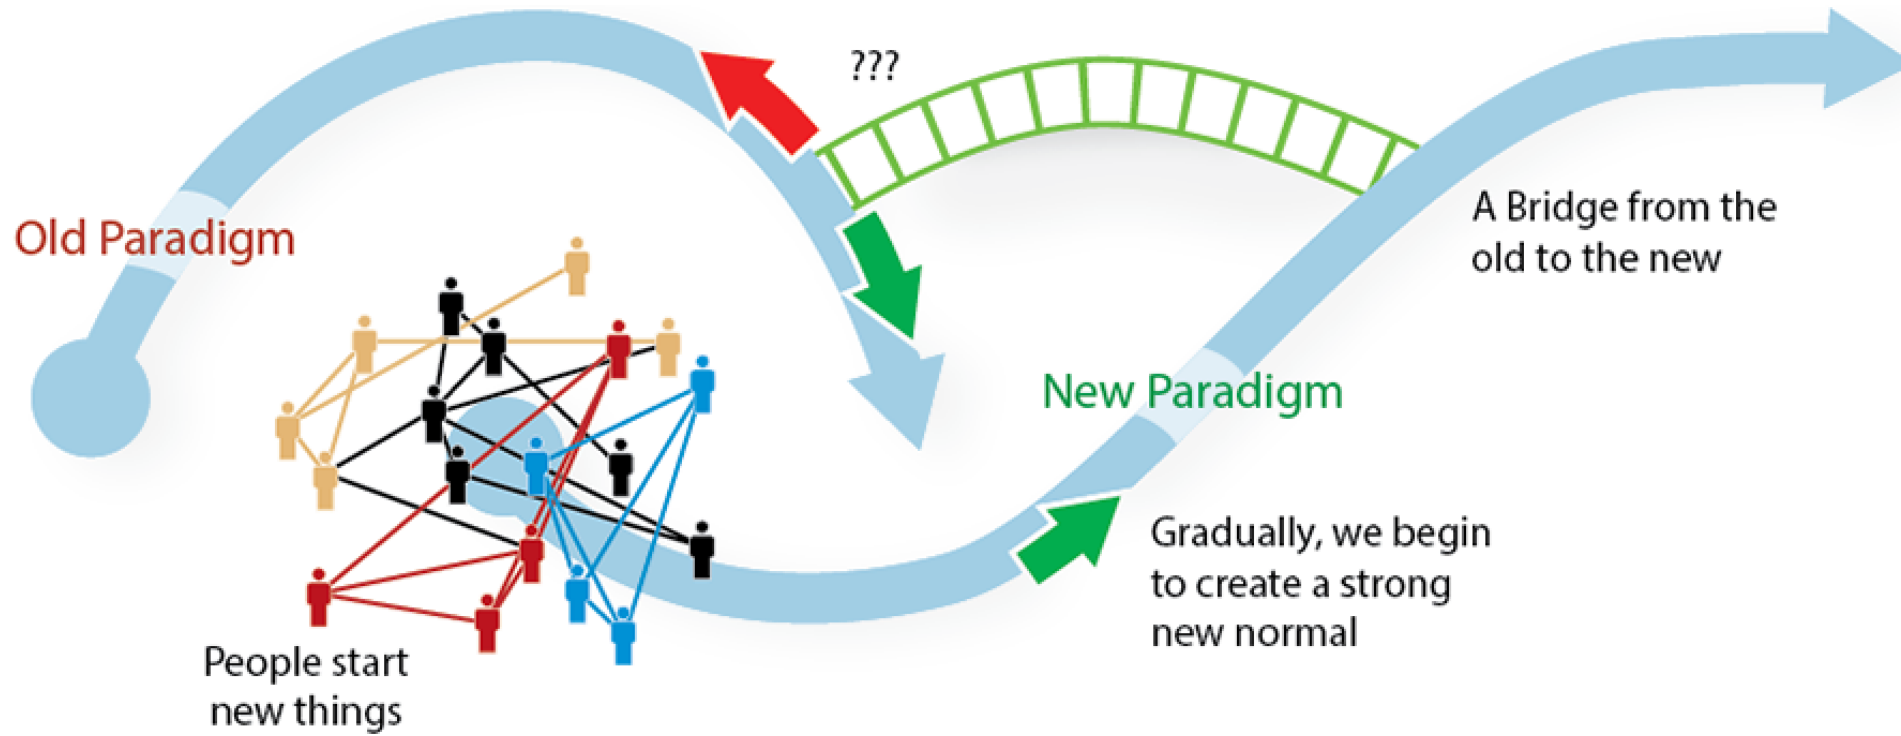 ???
Old Paradigm
A Bridge from the
old to the new
New Paradigm
Gradually, we begin
to create a strong
new normal
People start
new things